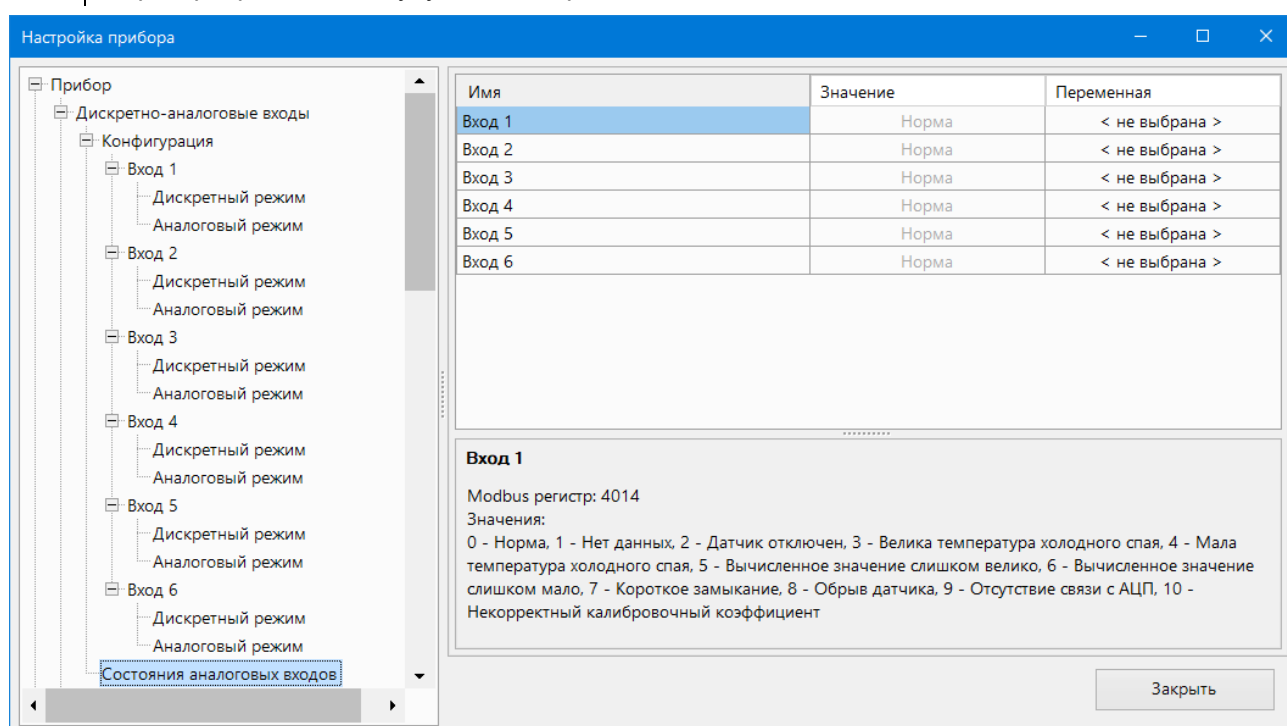 Настройка прибора
Прибор
Дискретно-аналоговые входы
Конфигурация
Вход 1
Дискретный режим
Аналоговый режим
Вход 2
Дискретный режим
Аналоговый режим
Вход 3
Дискретный режим
Аналоговый режим
Вход 4
Дискретный режим
Аналоговый режим
Вход 5
Дискретный режим
Аналоговый режим
Вход 6
Дискретный режим
Аналоговый режим
Состояния аналоговых входов
Имя Значение Переменная
Вход 1 Норма < не выбрана >
Вход 2 Норма < не выбрана >
Вход 3 Норма < не выбрана >
Вход 4 Норма < не выбрана >
Вход 5 Норма < не выбрана >
Вход 6 Норма < не выбрана >
Вход 1
Modbus регистр: 4014
Значения:
0 - Норма, 1 - Нет данных, 2 - Датчик отключен, 3 - Велика температура холодного спая, 4 - Мала
температура холодного спая, 5 - Вычисленное значение слишком велико, 6 - Вычисленное значение
слишком мало, 7 - Короткое замыкание, 8 - Обрыв датчика, 9 - Отсутствие связи с АЦП, 10 -
Некорректный калибровочный коэффициент
Закрыть